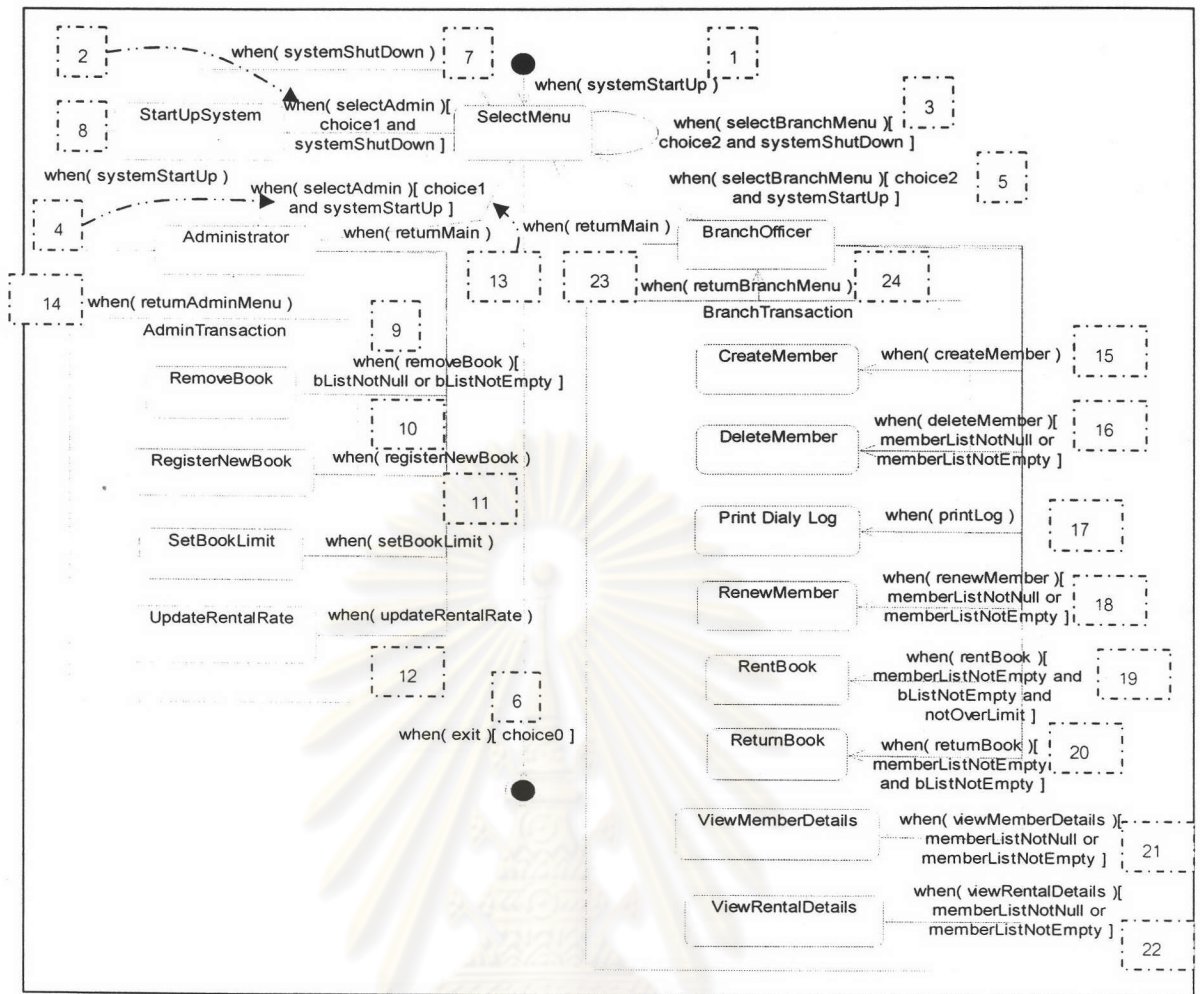 2
when( systemShutDown )
7
1
when( systemStartUp )
8
StartUpSystem
when( selectAdmin )[
choice1 and
systemShutDown ]
SelectMenu
3
when( selectBranchMenu )[
choice2 and systemShutDown ]
when( systemStartUp )
4
when( selectAdmin )[ choice1
and systemStartUp ]
when( selectBranchMenu )[ choice2
and systemStartUp ]
5
Administrator
when( returnMain )
13
when( returnMain )
23
BranchOfficer
14
when( returnAdminMenu )
when( returnBranchMenu )
24
AdminTransaction
BranchTransaction
9
RemoveBook
when( removeBook )[
bListNotNull or bListNotEmpty ]
10
RegisterNewBook
when( registerNewBook )
11
SetBookLimit
when( setBookLimit )
UpdateRentalRate
when( updateRentalRate )
12
6
when( exit )[ choice0 ]
CreateMember
when( createMember )
15
DeleteMember
when( deleteMember )[
memberListNotNull or
memberListNotEmpty ]
16
Print Dialy Log
when( printLog )
17
RenewMember
when( renewMember )[
memberListNotNull or
memberListNotEmpty ]
18
RentBook
when( rentBook )[
memberListNotEmpty and
bListNotEmpty and
notOverLimit ]
19
ReturnBook
when( returnBook )[
memberListNotEmpty
and bListNotEmpty ]
20
ViewMemberDetails
when( viewMemberDetails )[
memberListNotNull or
memberListNotEmpty ]
21
ViewRentalDetails
when( viewRentalDetails )[
memberListNotNull or
memberListNotEmpty ]
22